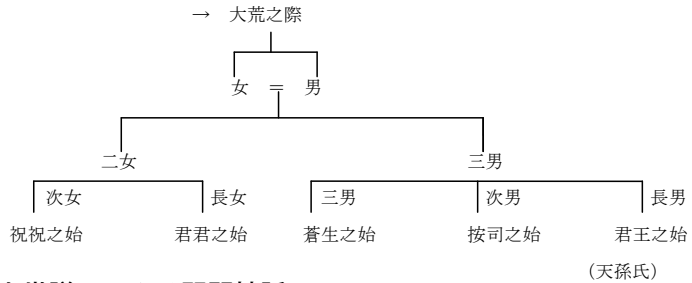 → 大荒之際
女 = 男
二女 三男
次女 長女 三男 次男 長男
祝祝之始 君君之始 蒼生之始 按司之始 君王之始
(天孫氏)